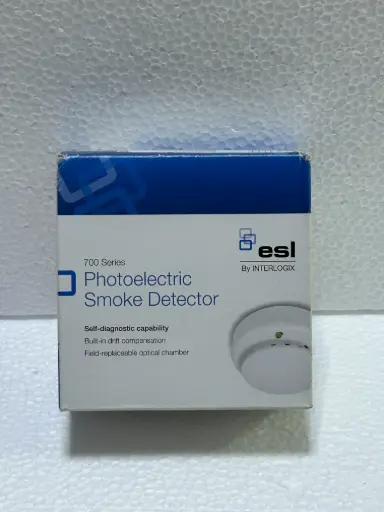 esl
By INTERLOGIX
700 Series
Photoelectric
Smoke Detector
Self-diagnostic capability
Built-in drift compensation
Field-replaceable optical chamber